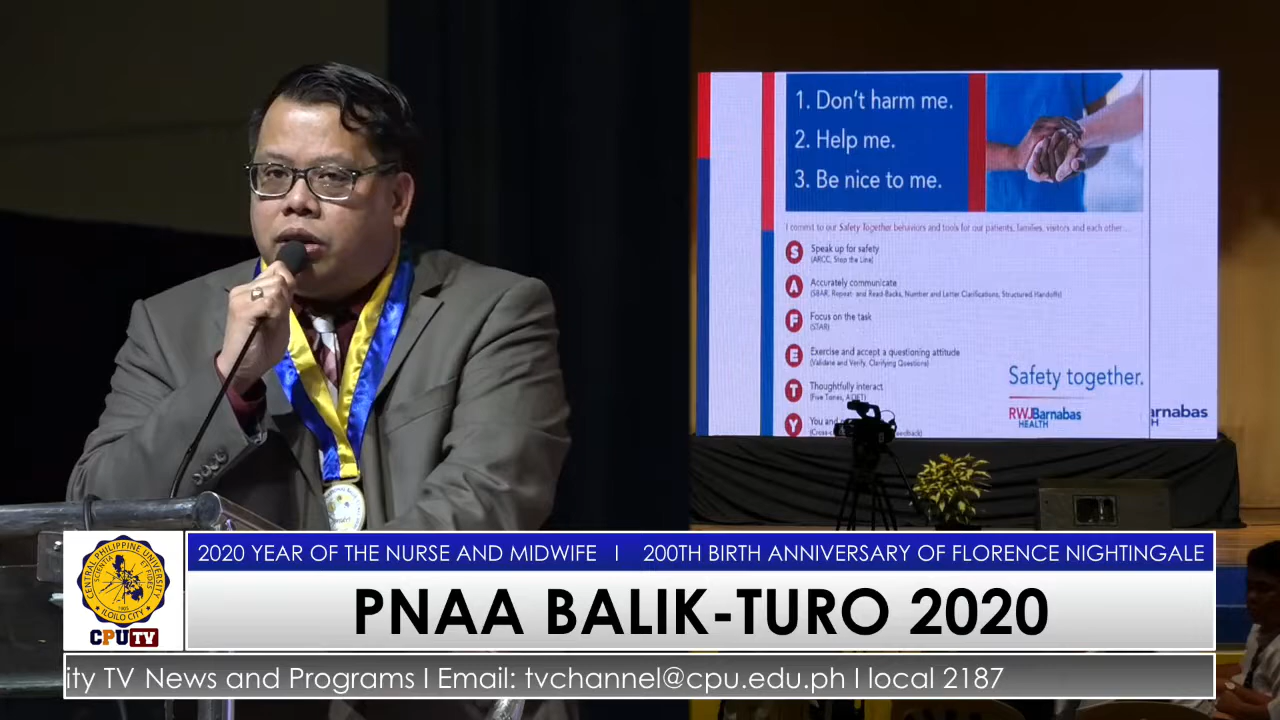 1. Don't harm me.
2. Help me.
3. Be nice to me.
I commit to our Safety Together behaviors and tools for our patients, families, visitors and each other...
S Speak up for safety
(ARCC, Stop the Line)
A Accurately communicate
(SBAR, Repeat- and Read-Backs, Number and Letter Clarifications, Structured Handoffs)
F Focus on the task
(STAR)
E Exercise and accept a questioning attitude
(Validate and Verify, Clarifying Questions)
T Thoughtfully interact
(Five Tones, AIDET)
Y You and
Safety together.
RWJBarnabas
HEALTH
arnabas
H
CENTRAL PHILIPPINE UNIVERSITY
SCIENTIA ET FIDES
1905
ILOILO CITY
CPUTV
2020 YEAR OF THE NURSE AND MIDWIFE I 200TH BIRTH ANNIVERSARY OF FLORENCE NIGHTINGALE
PNAA BALIK-TURO 2020
ity TV News and Programs I Email: tvchannel@cpu.edu.ph I local 2187